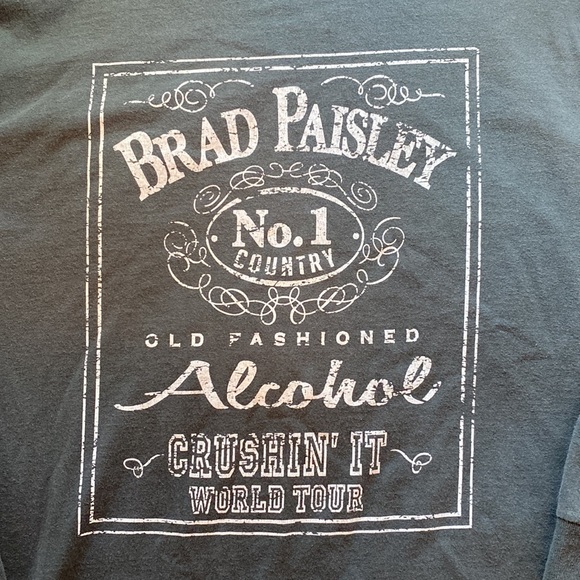 BRAD PAISLEY
No. 1
COUNTRY
OLD FASHIONED
Alcohol
CRUSHIN' IT
WORLD TOUR